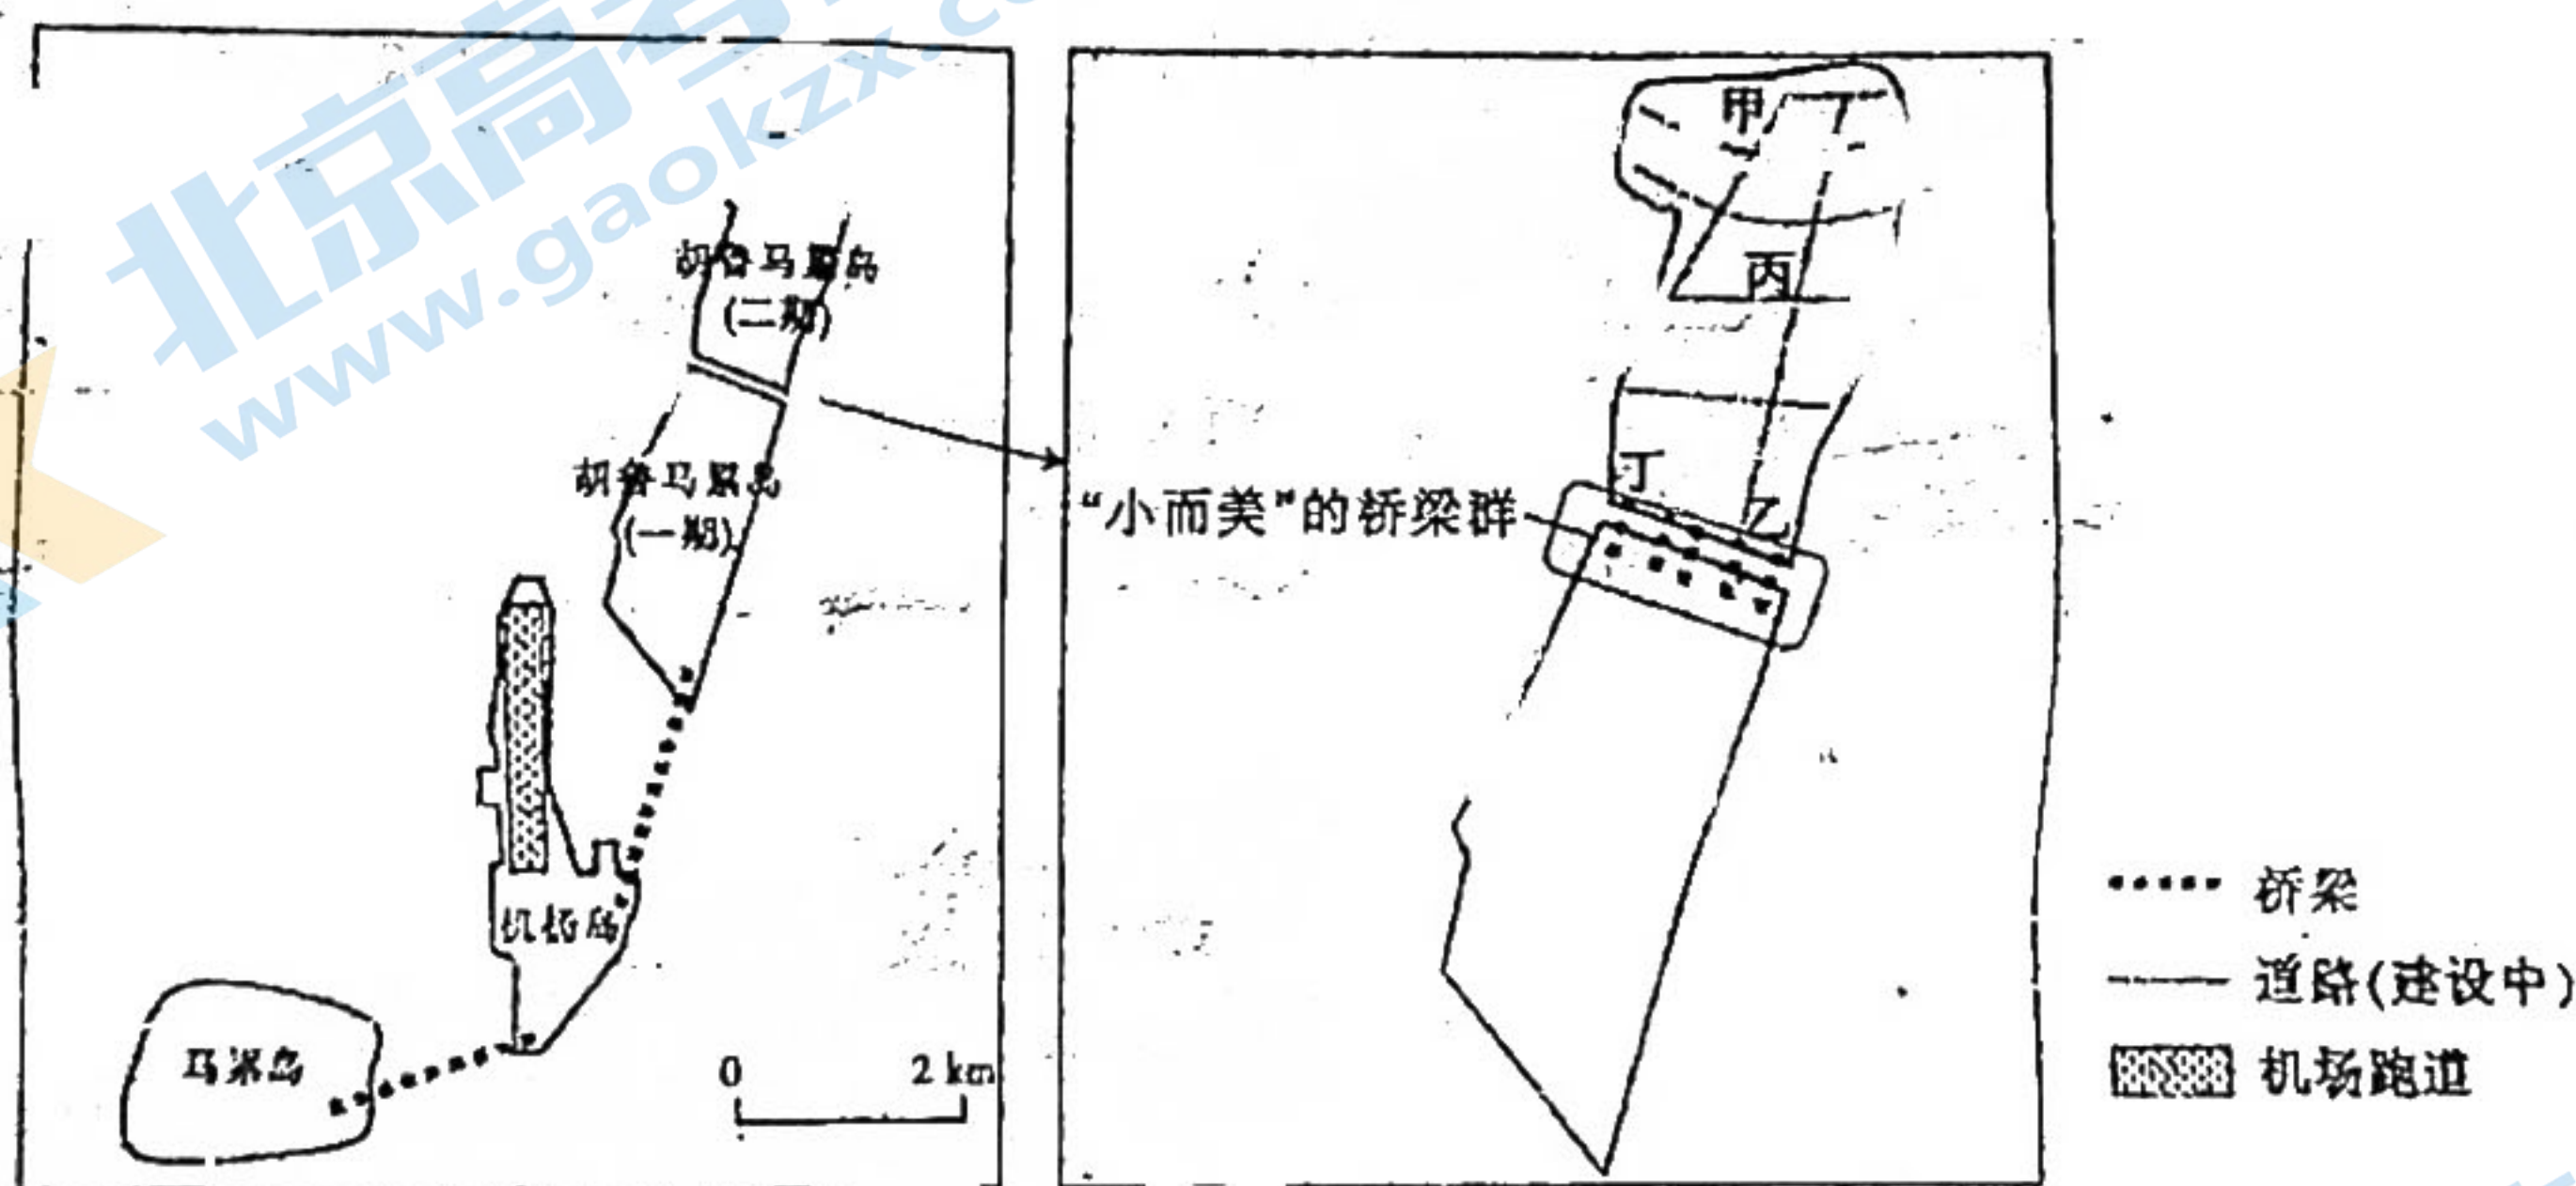 北京高考
www.gaokzx.co
胡鲁马累岛
(二期)
胡鲁马累岛
(一期)
机场岛
马累岛
0 2 km
甲
丙
丁
乙
“小而美”的桥梁群
桥梁
道路(建设中)
机场跑道